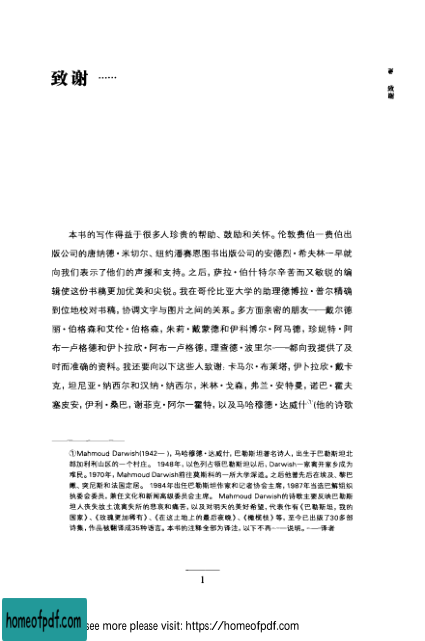 致谢 ……
致谢
本书的写作得益于很多人珍贵的帮助、鼓励和关怀。伦敦费伯—费伯出
版公司的唐纳德·米切尔、纽约潘赛恩图书出版公司的安德烈·希夫林一早就
向我们表示了他们的声援和支持。之后，萨拉·伯什特尔辛苦而又敏锐的编
辑使这份书稿更加优美和尖锐。我在哥伦比亚大学的助理德博拉·普尔精确
到位地校对书稿，协调文字与图片之间的关系。多方面亲密的朋友——戴尔德
丽·伯格森和艾伦·伯格森，朱莉·戴蒙德和伊科博尔·阿马德，珍妮特·阿
布—卢格德和伊卜拉欣·阿布—卢格德，理查德·波里尔——都向我提供了及
时而准确的资料。我还要向以下这些人致谢：卡马尔·布莱塔，伊卜拉欣·戴卡
克，坦尼亚·纳西尔和汉纳·纳西尔，米林·戈森，弗兰·安特曼，诺巴·霍夫
塞皮安，伊利·桑巴，谢菲克·阿尔—霍特，以及马哈穆德·达威什①(他的诗歌
①Mahmoud Darwish(1942— )，马哈穆德·达威什，巴勒斯坦著名诗人，出生于巴勒斯坦北
部加利利山区的一个村庄。 1948年，以色列占领巴勒斯坦以后，Darwish一家离开家乡成为
难民。1970年，Mahmoud Darwish前往莫斯科的一所大学深造。之后他曾先后在埃及、黎巴
嫩、突尼斯和法国定居。 1984年出任巴勒斯坦作家和记者协会主席，1987年当选巴解组织
执委会委员，兼任文化和新闻高级委员会主席。 Mahmoud Darwish的诗歌主要反映巴勒斯
坦人失失故土流离失所的悲哀和痛苦，以及对明天的美好希望，代表作有《巴勒斯坦，我的
国家》、《玫瑰更加稀有》、《在这土地上的最后夜晚》、《橄榄枝》等，至今已出版了30多部
诗集，作品被翻译成35种语言。本书的注释全部为译注，以下不再一一说明。——译者
1
homeofpdf.com
see more please visit: https://homeofpdf.com